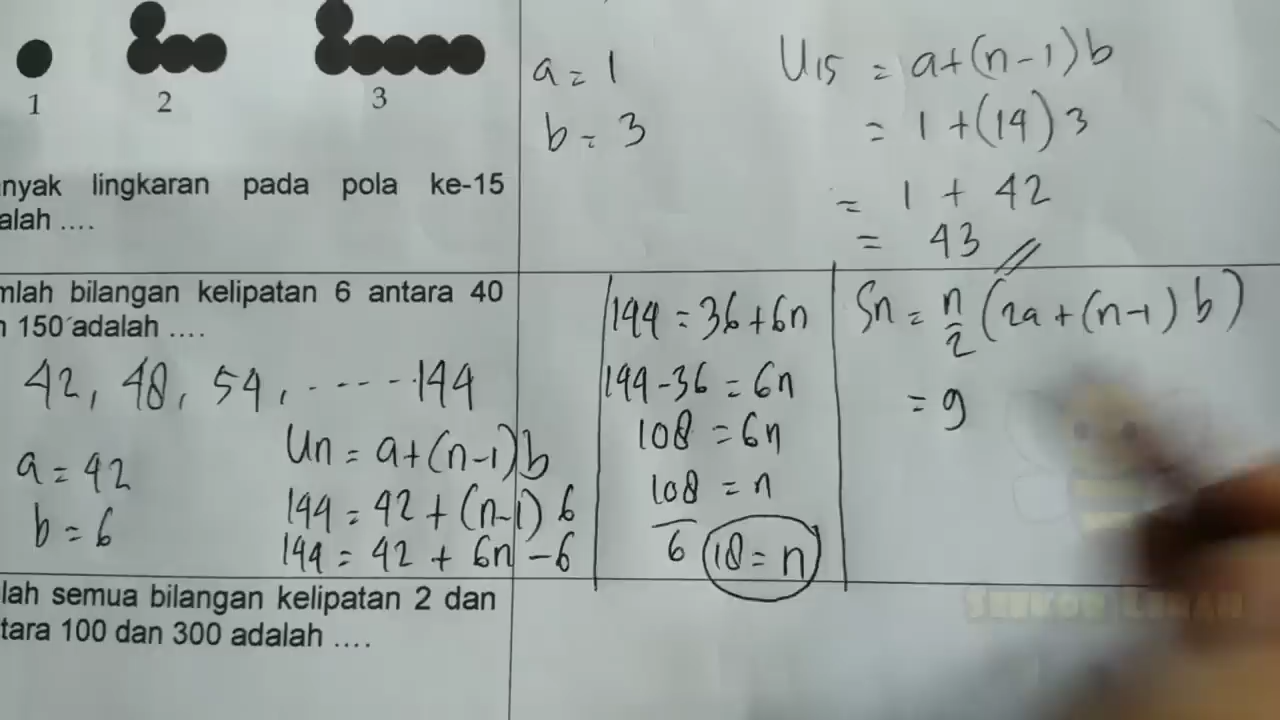 1 2 3
nyak lingkaran pada pola ke-15
alah ....
a = 1
b = 3
U15 = a+(n-1)b
= 1 +(14)3
= 1 + 42
= 43
mlah bilangan kelipatan 6 antara 40
n 150 adalah ....
42, 48, 54, ..... 144
a = 42
b = 6
Un = a+(n-1)b
144 = 42 + (n-1) 6
144 = 42 + 6n - 6
144 = 36 + 6n
144 - 36 = 6n
108 = 6n
108 = n
6
18 = n
Sn = n/2 (2a + (n-1) b)
= 9
lah semua bilangan kelipatan 2 dan
tara 100 dan 300 adalah ....